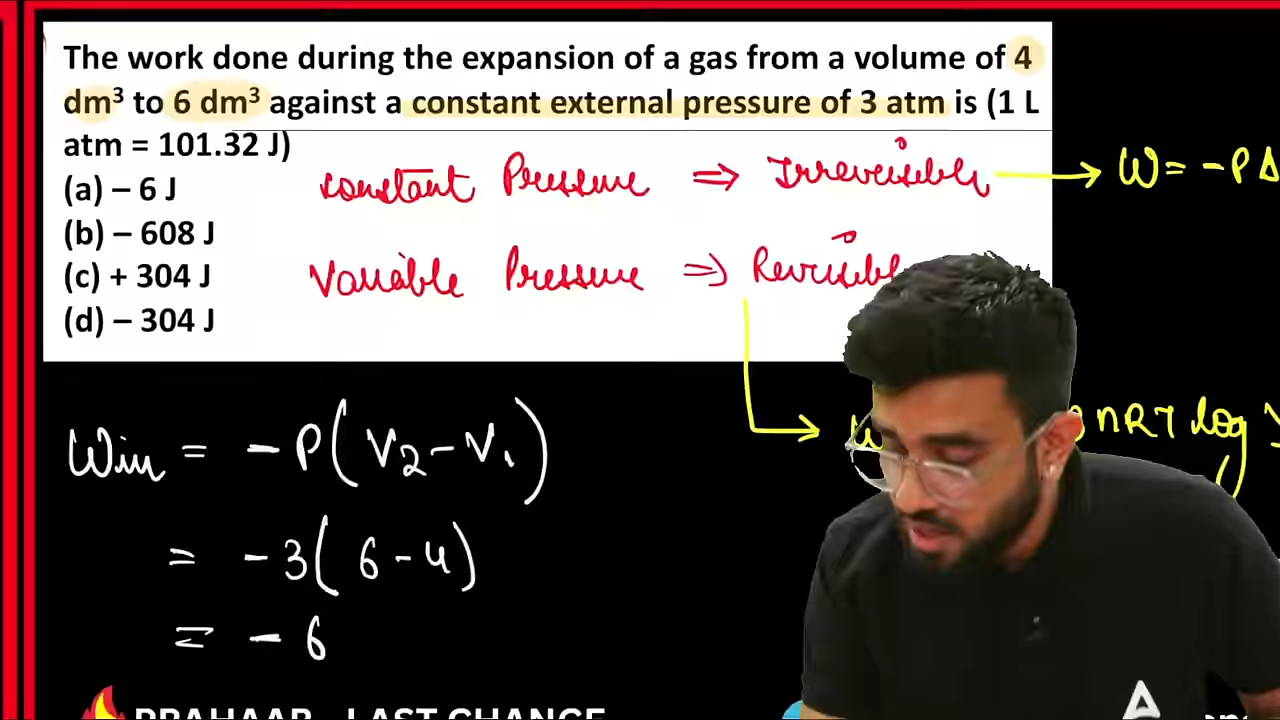 The work done during the expansion of a gas from a volume of 4
dm³ to 6 dm³ against a constant external pressure of 3 atm is (1 L
atm = 101.32 J)
(a) – 6 J
(b) – 608 J
(c) + 304 J
(d) – 304 J
constant Pressure ⇒ Irreversible → W = -P Δ
Variable Pressure ⇒
nRT log
Wirr = -P(V₂-V₁)
= -3(6-4)
= -6
PRAHAAR LAST CHANCE